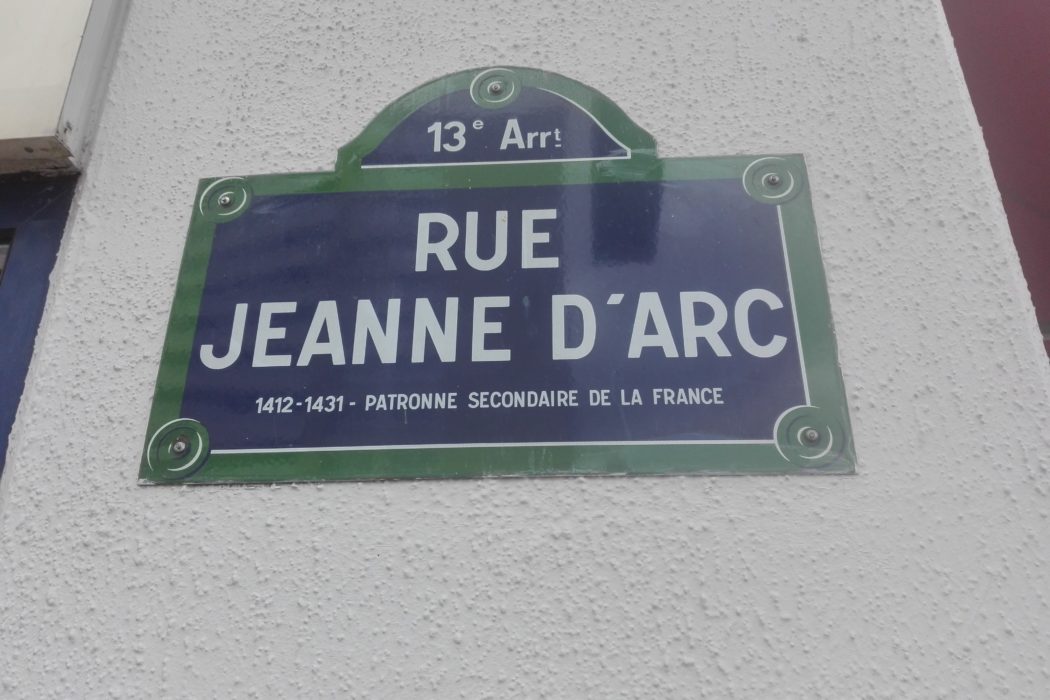 13e Arrt
RUE
JEANNE D'ARC
1412-1431- PATRONNE SECONDAIRE DE LA FRANCE